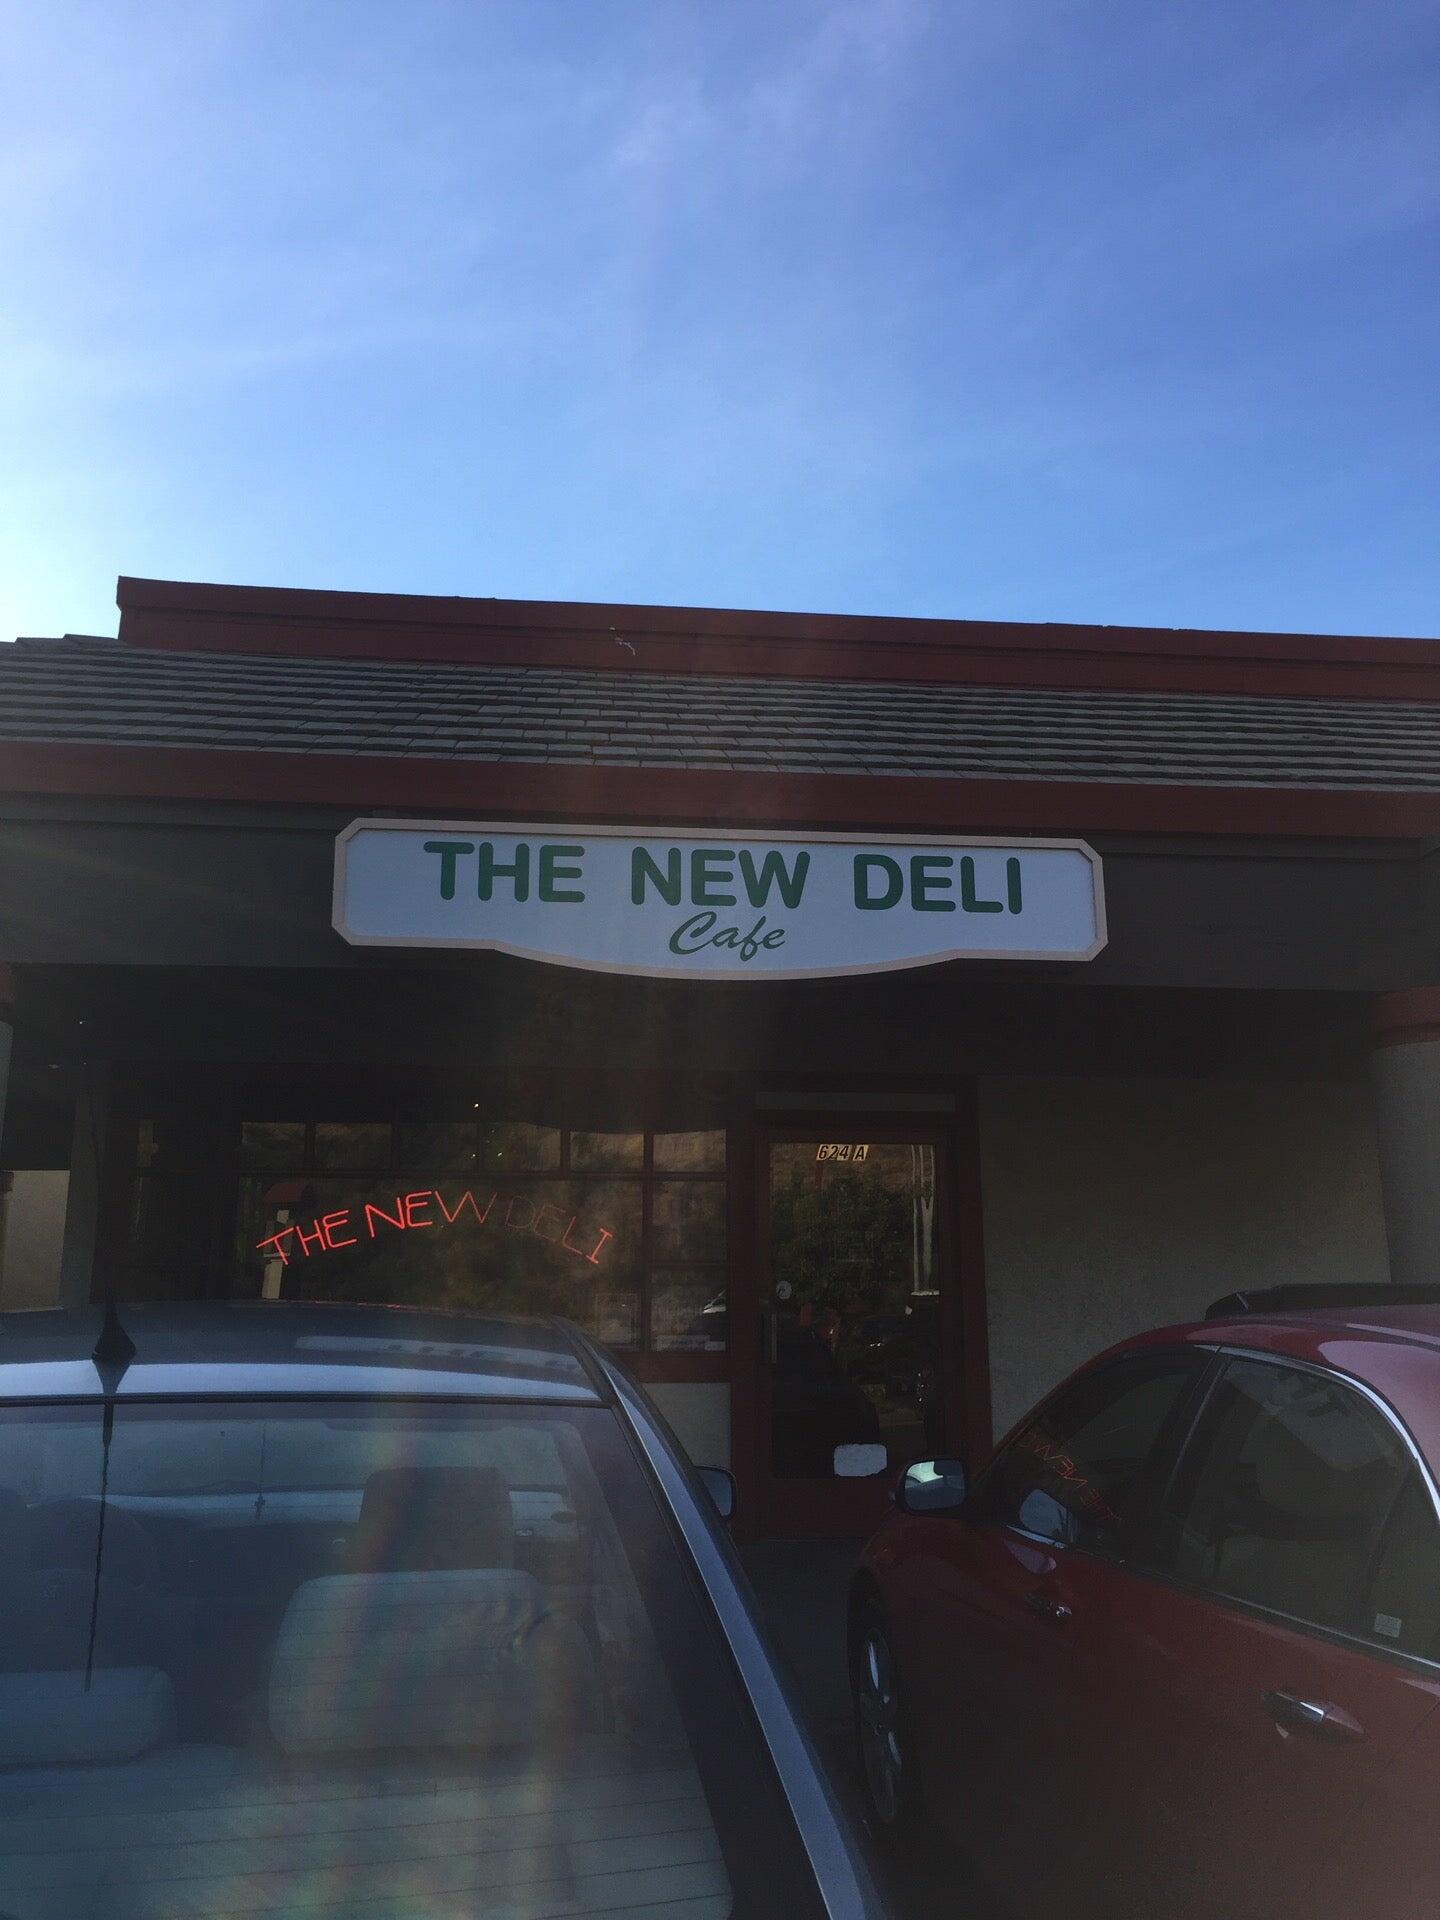 THE NEW DELI
Cafe
624 A
THE NEW DELI